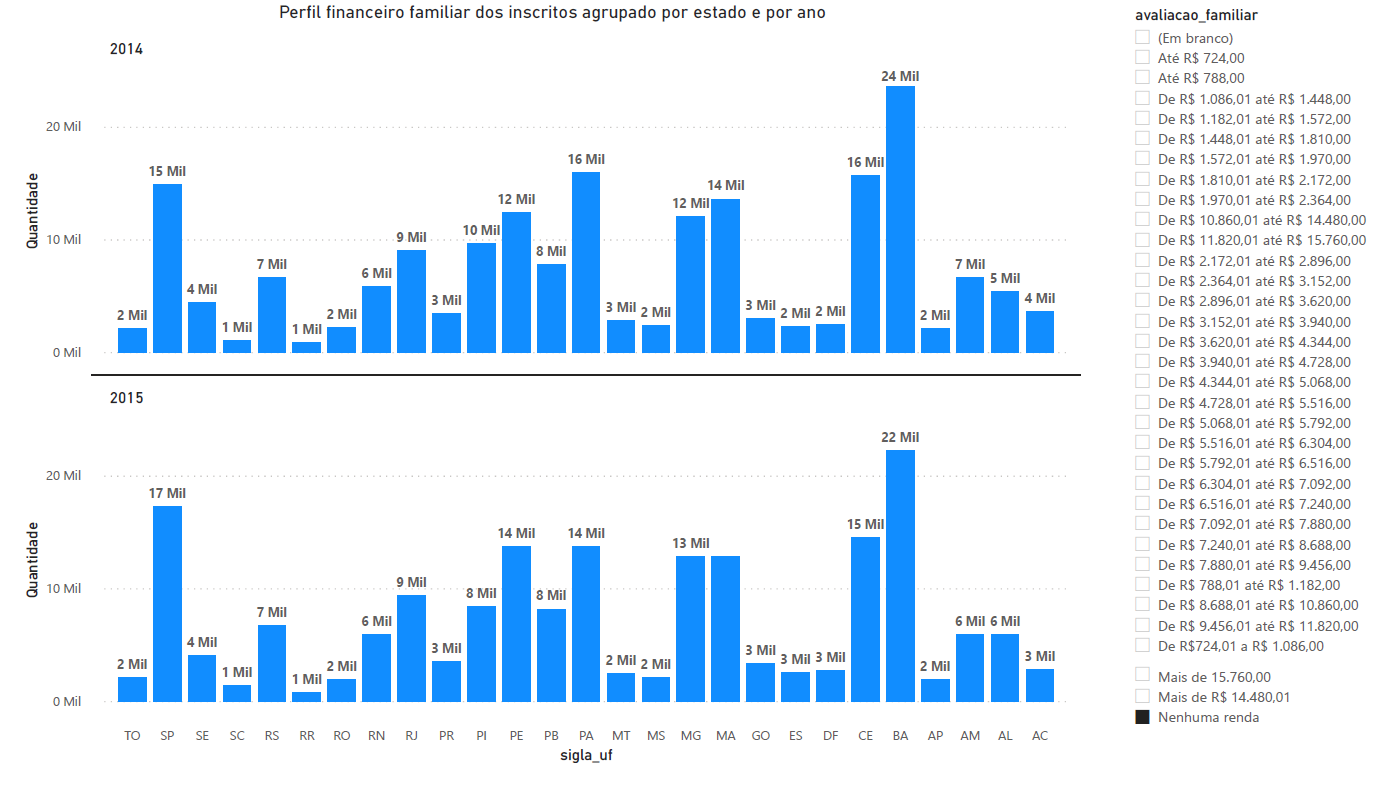 Perfil financeiro familiar dos inscritos agrupado por estado e por ano
2014
24 Mil
20 Mil
15 Mil
16 Mil
16 Mil
14 Mil
12 Mil
12 Mil
10 Mil
10 Mil
9 Mil
8 Mil
7 Mil
7 Mil
6 Mil
5 Mil
4 Mil
4 Mil
3 Mil
3 Mil
3 Mil
2 Mil
1 Mil
1 Mil
2 Mil
2 Mil
2 Mil
2 Mil
2 Mil
0 Mil
Quantidade
2015
22 Mil
20 Mil
17 Mil
14 Mil
14 Mil
13 Mil
15 Mil
10 Mil
9 Mil
8 Mil
8 Mil
7 Mil
6 Mil
6 Mil
6 Mil
4 Mil
3 Mil
3 Mil
3 Mil
3 Mil
3 Mil
2 Mil
1 Mil
1 Mil
2 Mil
2 Mil
2 Mil
2 Mil
0 Mil
Quantidade
TO SP SE SC RS RR RO RN RJ PR PI PE PB PA MT MS MG MA GO ES DF CE BA AP AM AL AC
sigla_uf
avaliacao_familiar
(Em branco)
Até R$ 724,00
Até R$ 788,00
De R$ 1.086,01 até R$ 1.448,00
De R$ 1.182,01 até R$ 1.572,00
De R$ 1.448,01 até R$ 1.810,00
De R$ 1.572,01 até R$ 1.970,00
De R$ 1.810,01 até R$ 2.172,00
De R$ 1.970,01 até R$ 2.364,00
De R$ 10.860,01 até R$ 14.480,00
De R$ 11.820,01 até R$ 15.760,00
De R$ 2.172,01 até R$ 2.896,00
De R$ 2.364,01 até R$ 3.152,00
De R$ 2.896,01 até R$ 3.620,00
De R$ 3.152,01 até R$ 3.940,00
De R$ 3.620,01 até R$ 4.344,00
De R$ 3.940,01 até R$ 4.728,00
De R$ 4.344,01 até R$ 5.068,00
De R$ 4.728,01 até R$ 5.516,00
De R$ 5.068,01 até R$ 5.792,00
De R$ 5.516,01 até R$ 6.304,00
De R$ 5.792,01 até R$ 6.516,00
De R$ 6.304,01 até R$ 7.092,00
De R$ 6.516,01 até R$ 7.240,00
De R$ 7.092,01 até R$ 7.880,00
De R$ 7.240,01 até R$ 8.688,00
De R$ 7.880,01 até R$ 9.456,00
De R$ 788,01 até R$ 1.182,00
De R$ 8.688,01 até R$ 10.860,00
De R$ 9.456,01 até R$ 11.820,00
De R$724,01 a R$ 1.086,00
Mais de 15.760,00
Mais de R$ 14.480,01
Nenhuma renda